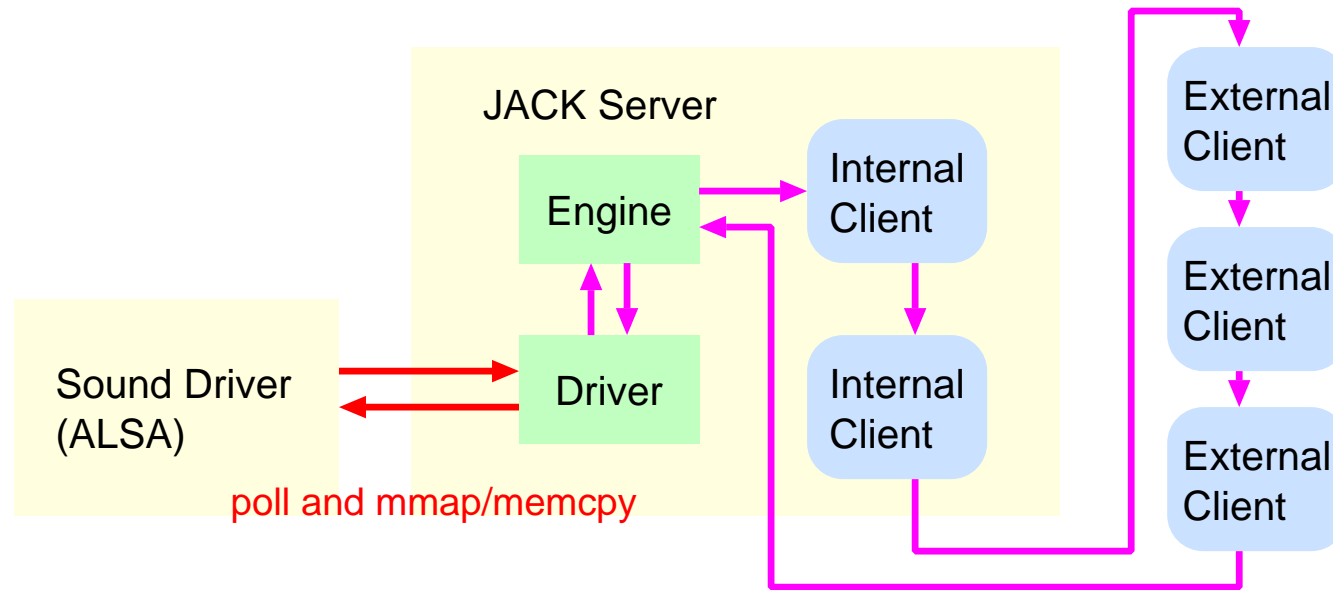 JACK Server
Engine
Driver
Sound Driver
(ALSA)
poll and mmap/memcpy
Internal
Client
Internal
Client
External
Client
External
Client
External
Client